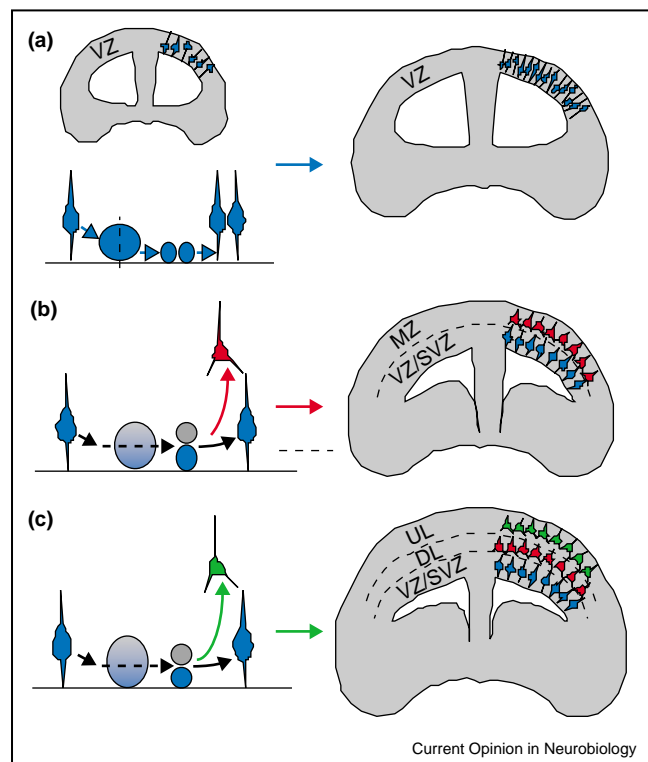 (a)
VZ
VZ
(b)
MZ
VZ/SVZ
(c)
UL
DL
VZ/SVZ
Current Opinion in Neurobiology